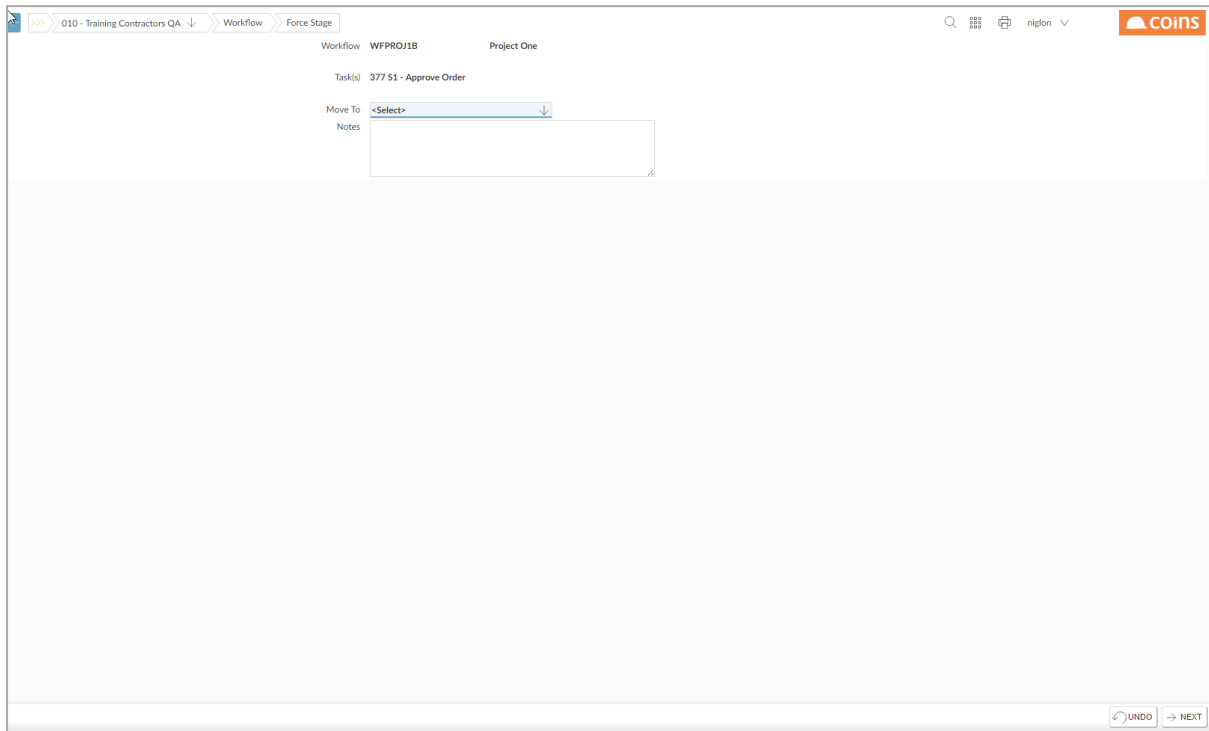 >>> 010 - Training Contractors QA Workflow Force Stage niglon COINS
Workflow WFPROJ1B Project One
Task(s) 377 S1 - Approve Order
Move To <Select>
Notes
UNDO NEXT